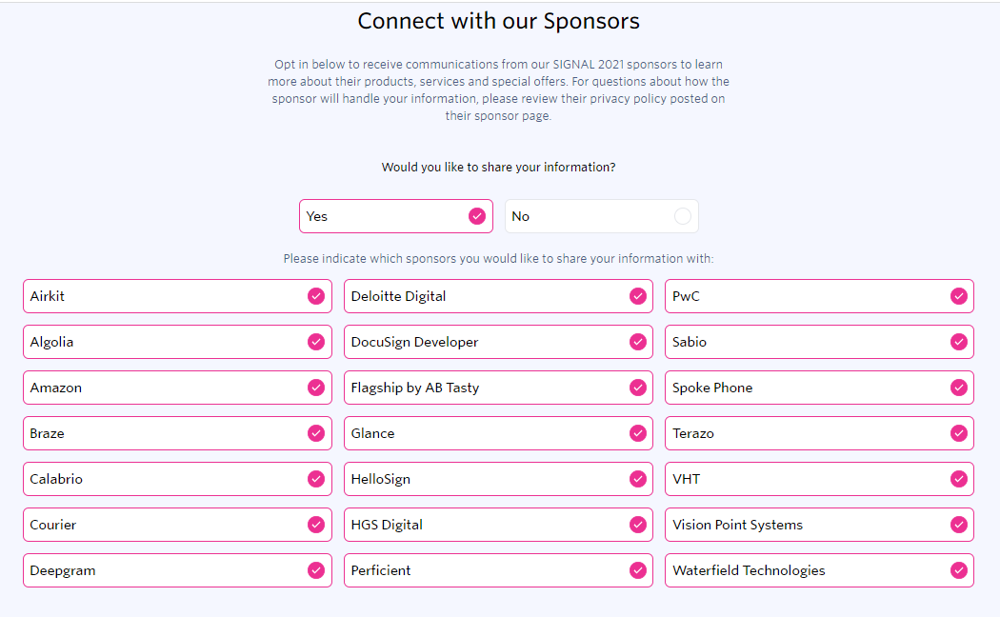 Connect with our Sponsors
Opt in below to receive communications from our SIGNAL 2021 sponsors to learn
more about their products, services and special offers. For questions about how the
sponsor will handle your information, please review their privacy policy posted on
their sponsor page.
Would you like to share your information?
Yes
No
Please indicate which sponsors you would like to share your information with:
Airkit
Deloitte Digital
PwC
Algolia
DocuSign Developer
Sabio
Amazon
Flagship by AB Tasty
Spoke Phone
Braze
Glance
Terazo
Calabrio
HelloSign
VHT
Courier
HGS Digital
Vision Point Systems
Deepgram
Perficient
Waterfield Technologies